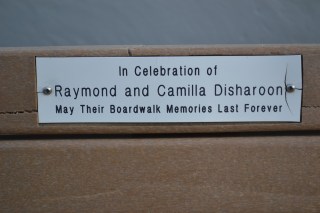 In Celebration of
Raymond and Camilla Disharoon
May Their Boardwalk Memories Last Forever